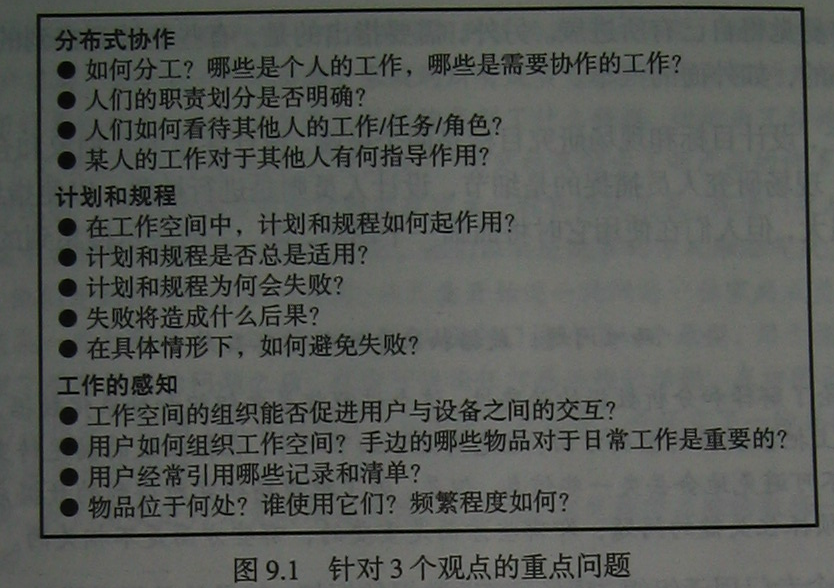 分布式协作
● 如何分工？哪些是个人的工作，哪些是需要协作的工作？
● 人们的职责划分是否明确？
● 人们如何看待其他人的工作/任务/角色？
● 某人的工作对于其他人有何指导作用？
计划和规程
● 在工作空间中，计划和规程如何起作用？
● 计划和规程是否总是适用？
● 计划和规程为何会失败？
● 失败将造成什么后果？
● 在具体情形下，如何避免失败？
工作的感知
● 工作空间的组织能否促进用户与设备之间的交互？
● 用户如何组织工作空间？手边的哪些物品对于日常工作是重要的？
● 用户经常引用哪些记录和清单？
● 物品位于何处？谁使用它们？频繁程度如何？
图 9.1 针对 3 个观点的重点问题